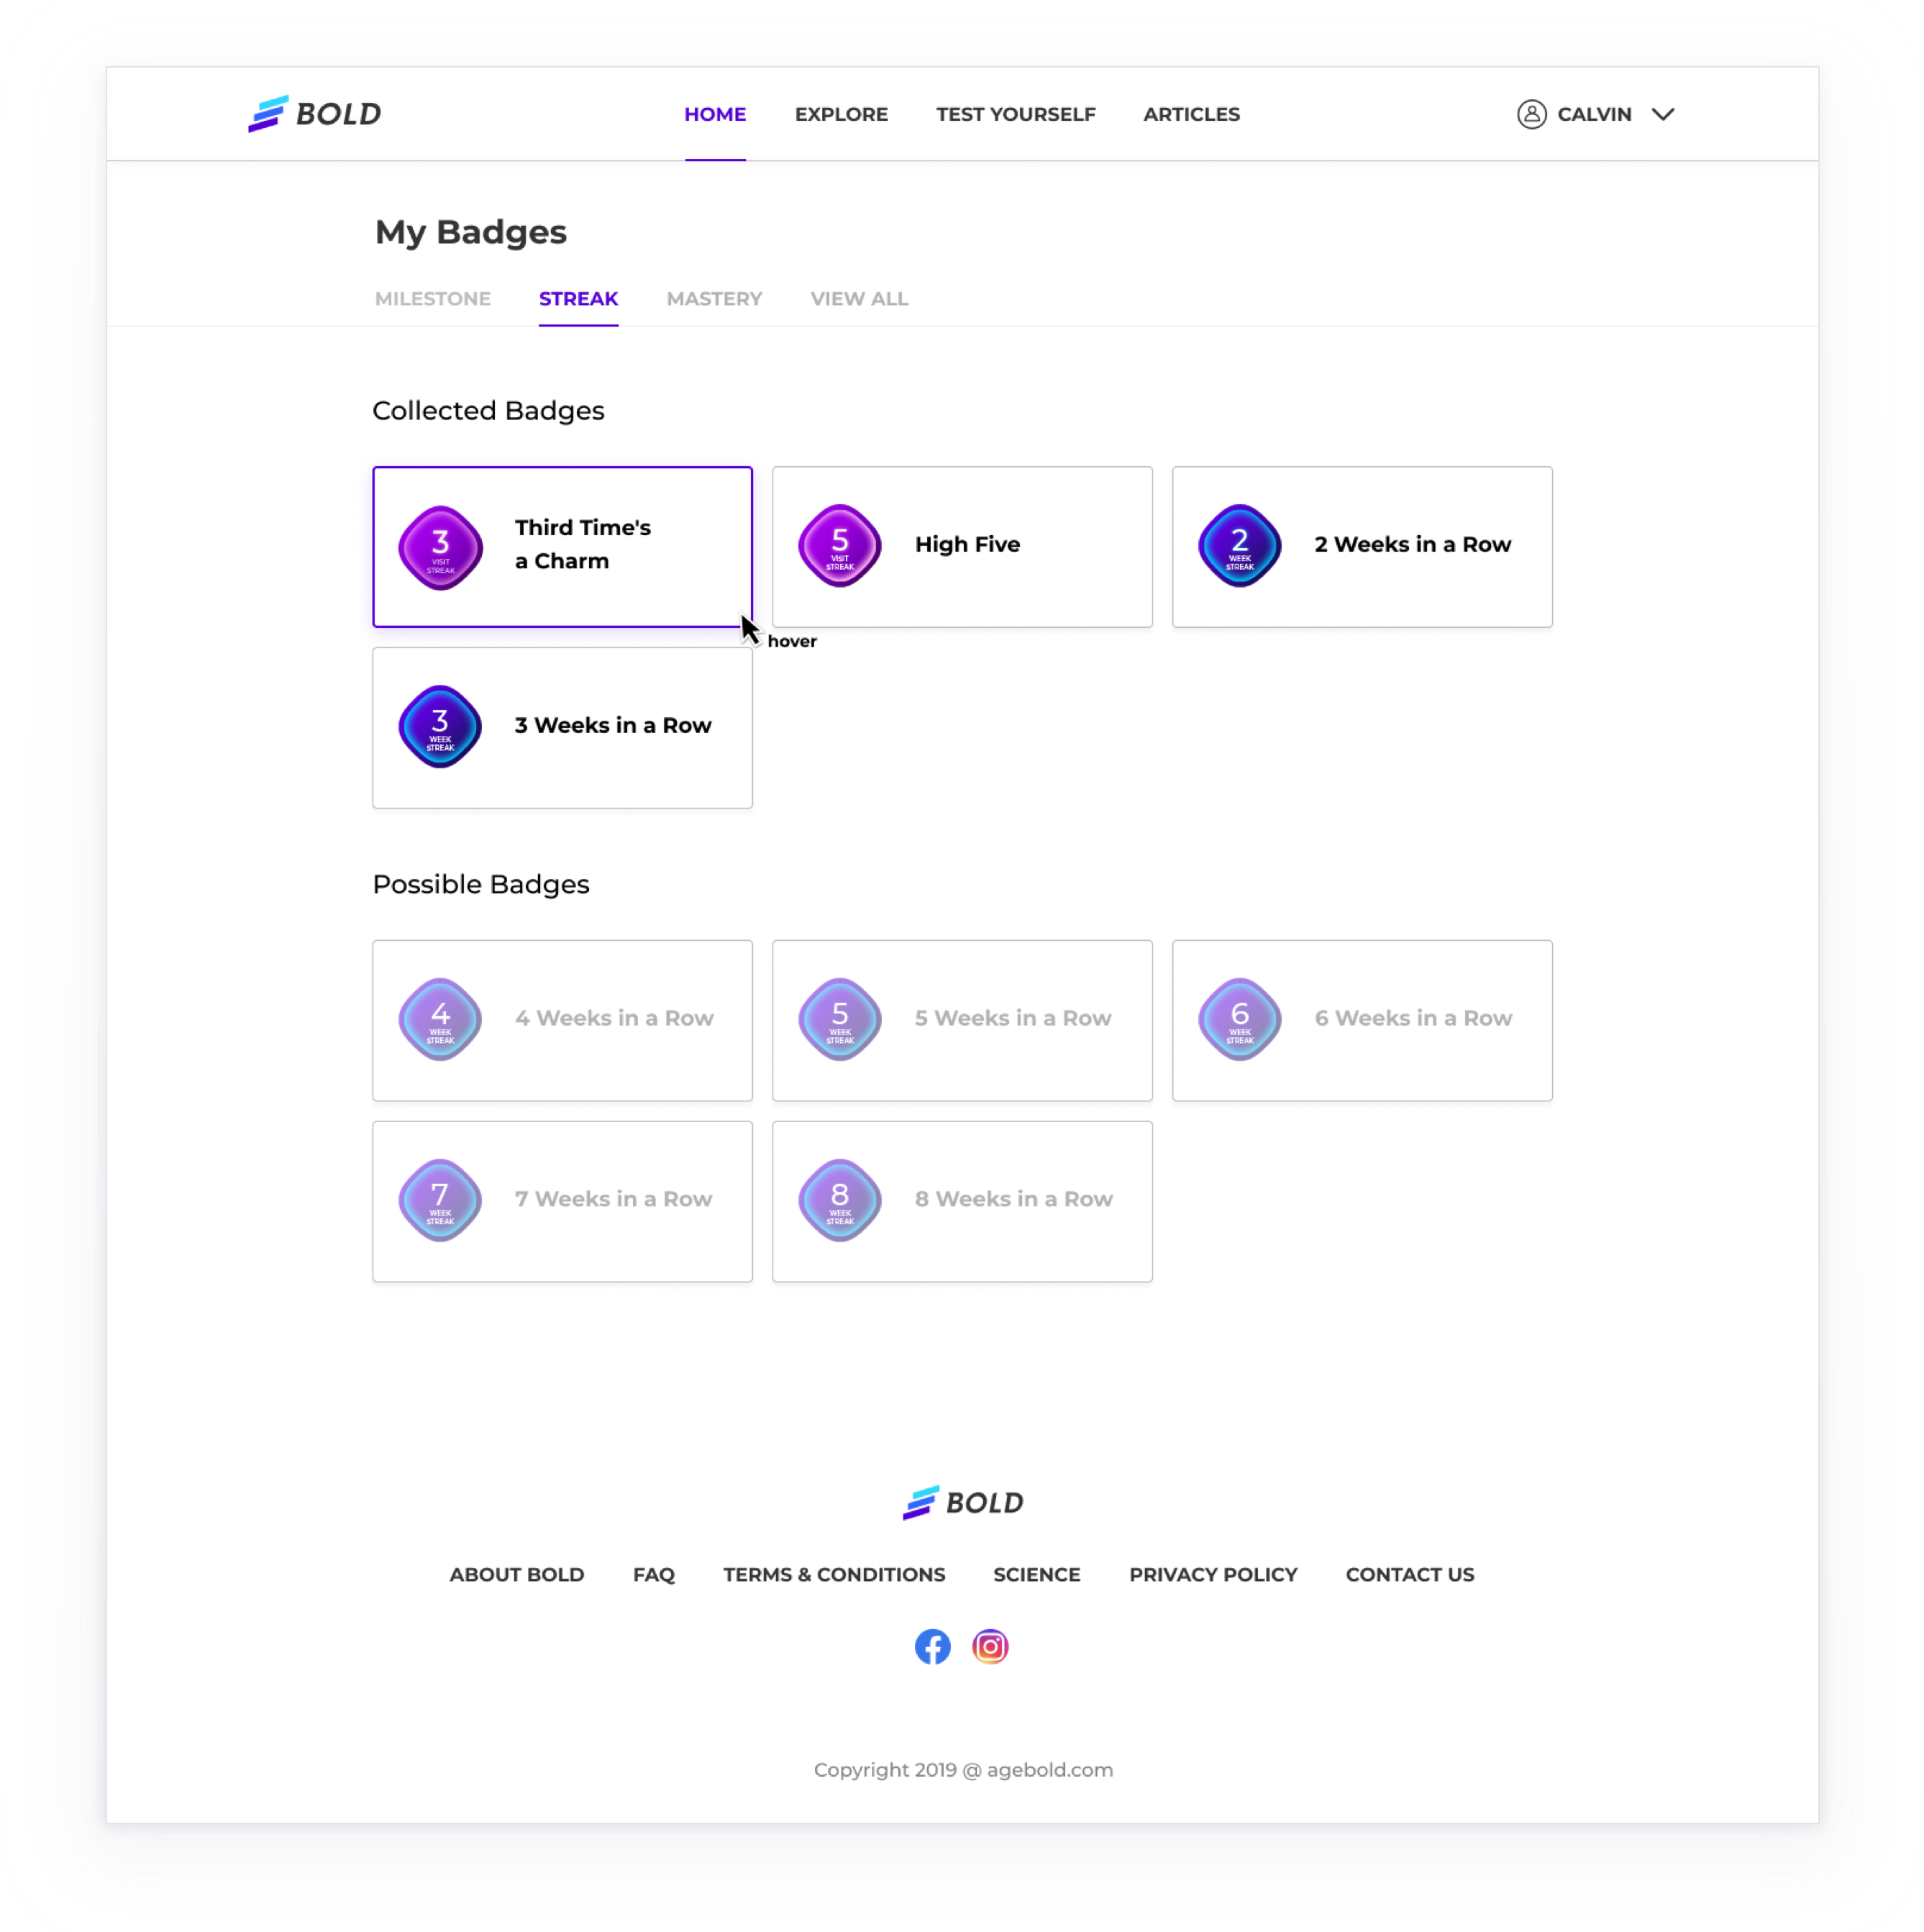 BOLD
HOME EXPLORE TEST YOURSELF ARTICLES
CALVIN
My Badges
MILESTONE STREAK MASTERY VIEW ALL
Collected Badges
3
VISIT
STREAK
Third Time's
a Charm
5
VISIT
STREAK
High Five
2
WEEK
STREAK
2 Weeks in a Row
hover
3
WEEK
STREAK
3 Weeks in a Row
Possible Badges
4
WEEK
STREAK
4 Weeks in a Row
5
WEEK
STREAK
5 Weeks in a Row
6
WEEK
STREAK
6 Weeks in a Row
7
WEEK
STREAK
7 Weeks in a Row
8
WEEK
STREAK
8 Weeks in a Row
BOLD
ABOUT BOLD FAQ TERMS & CONDITIONS SCIENCE PRIVACY POLICY CONTACT US
Copyright 2019 @ agebold.com